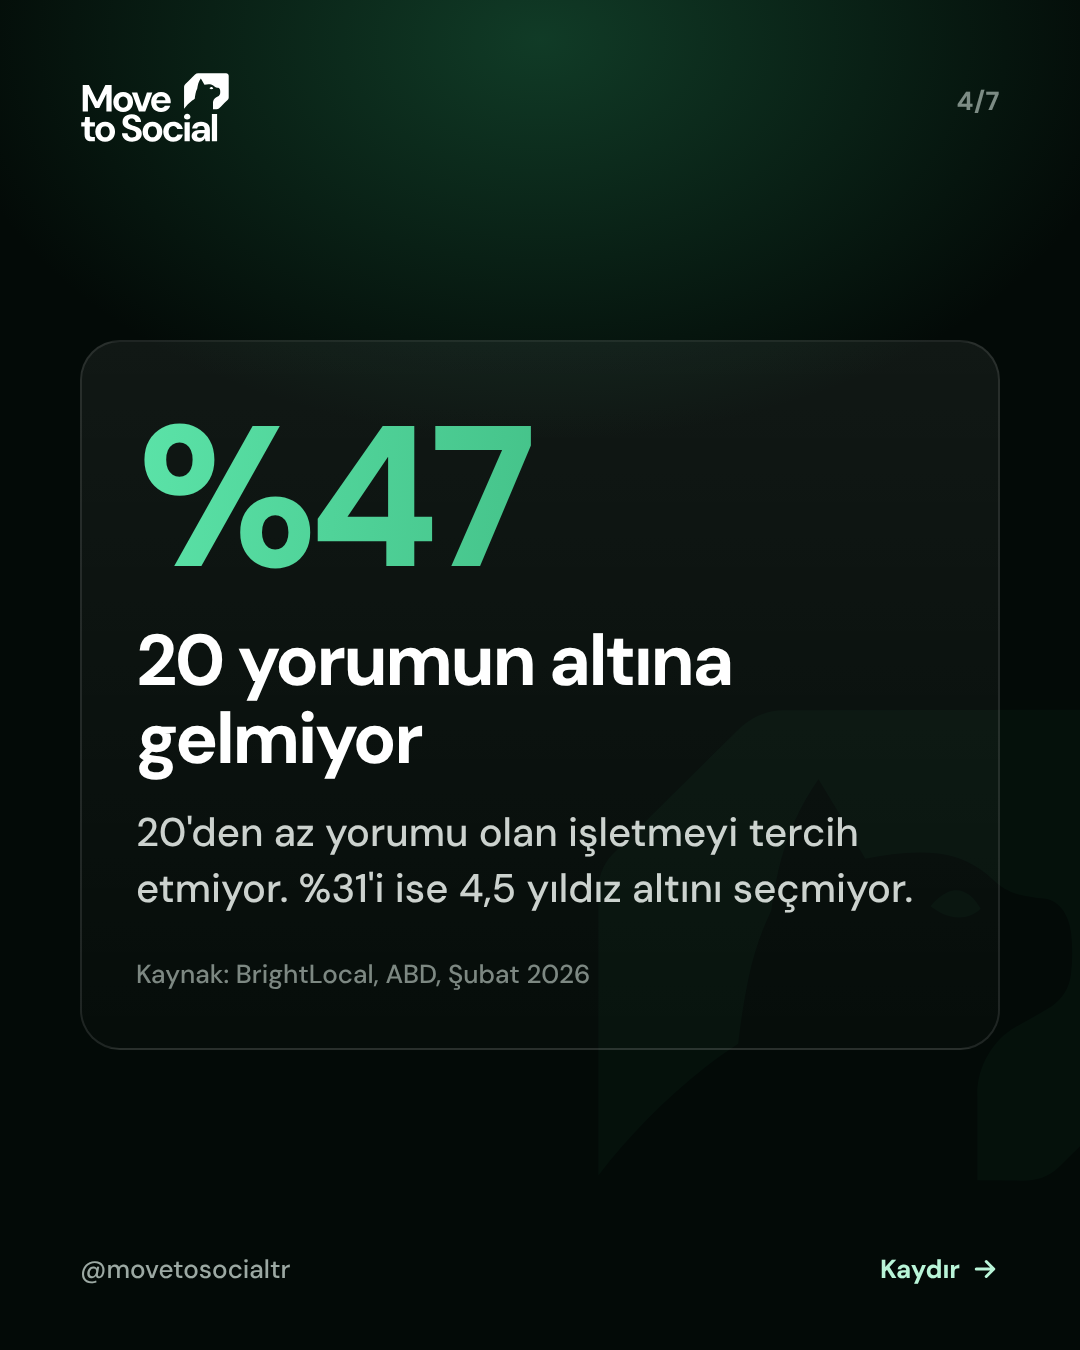 Move
to Social
4/7
%47
20 yorumun altına
gelmiyor
20'den az yorumu olan işletmeyi tercih
etmiyor. %31'i ise 4,5 yıldız altını seçmiyor.
Kaynak: BrightLocal, ABD, Şubat 2026
@movetosocialtr
Kaydır →